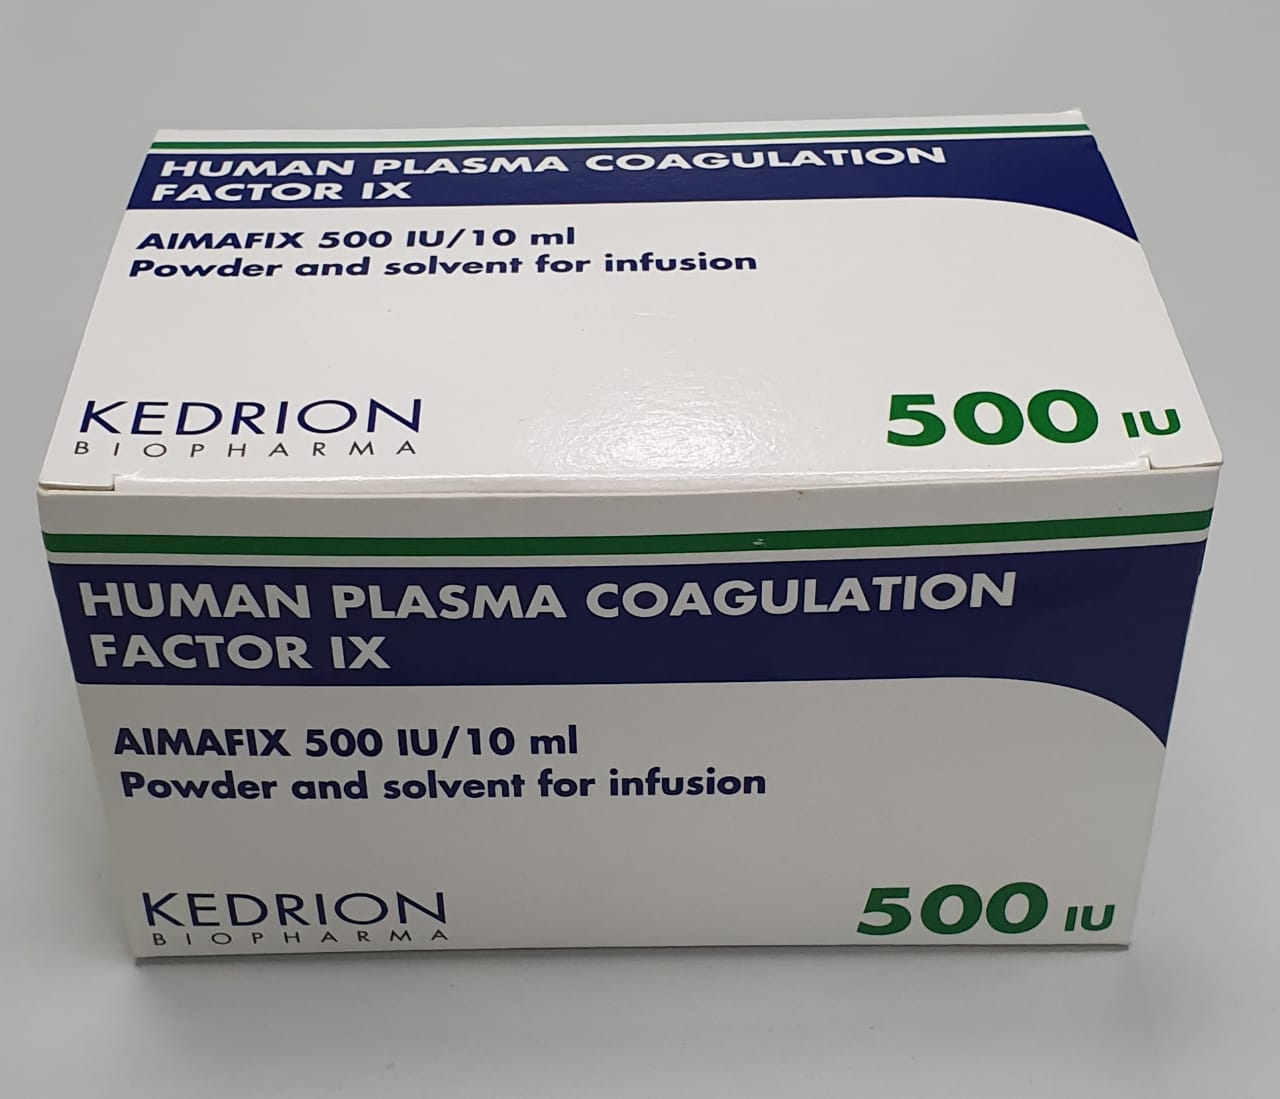 HUMAN PLASMA COAGULATION
FACTOR IX
AIMAFIX 500 IU/10 ml
Powder and solvent for infusion
KEDRION
BIOPHARMA
500 IU
HUMAN PLASMA COAGULATION
FACTOR IX
AIMAFIX 500 IU/10 ml
Powder and solvent for infusion
KEDRION
BIOPHARMA
500 IU